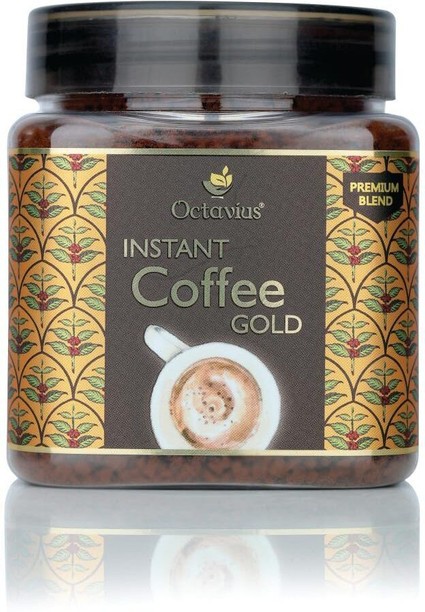 Octavius®
PREMIUM
BLEND
INSTANT
Coffee
GOLD